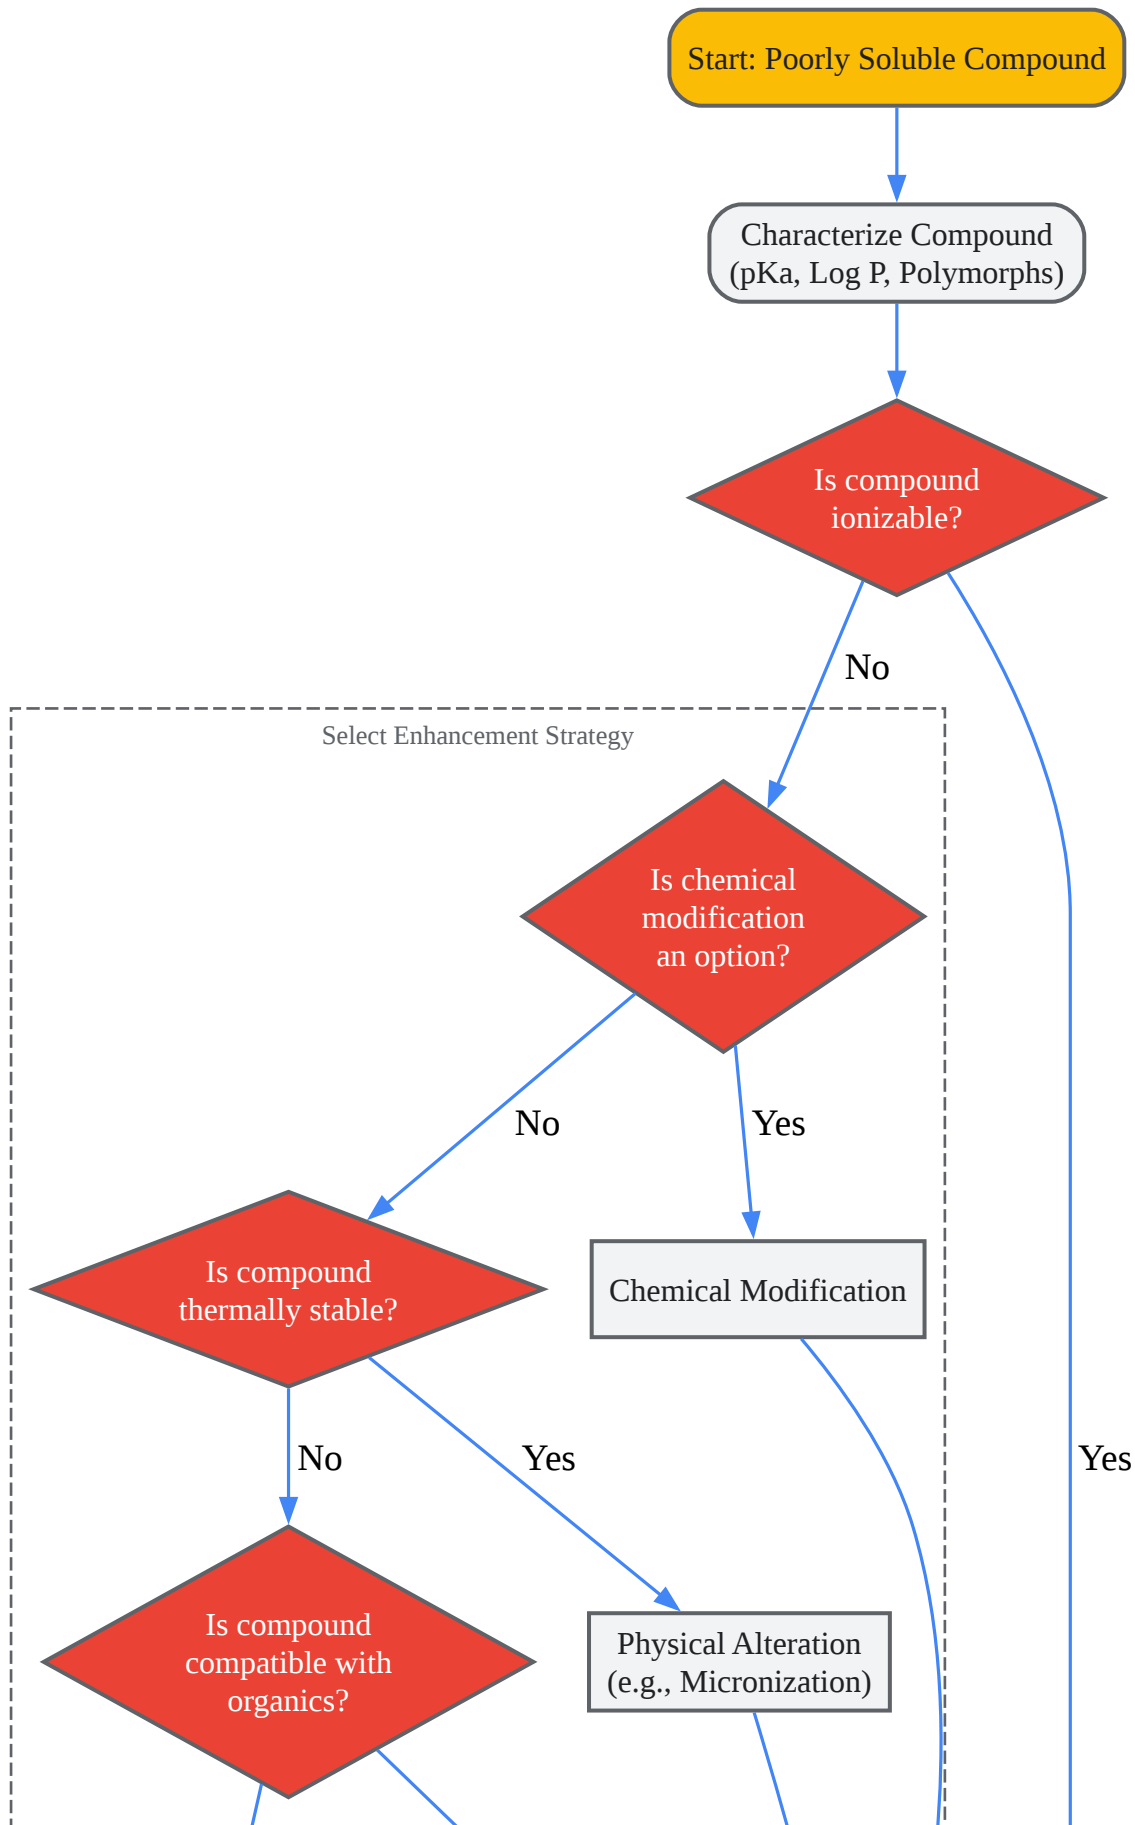 Start: Poorly Soluble Compound
Characterize Compound
(pKa, Log P, Polymorphs)
Is compound
ionizable?
No
Select Enhancement Strategy
Is chemical
modification
an option?
No
Yes
Is compound
thermally stable?
Chemical Modification
No
Yes
Yes
Is compound
compatible with
organics?
Physical Alteration
(e.g., Micronization)